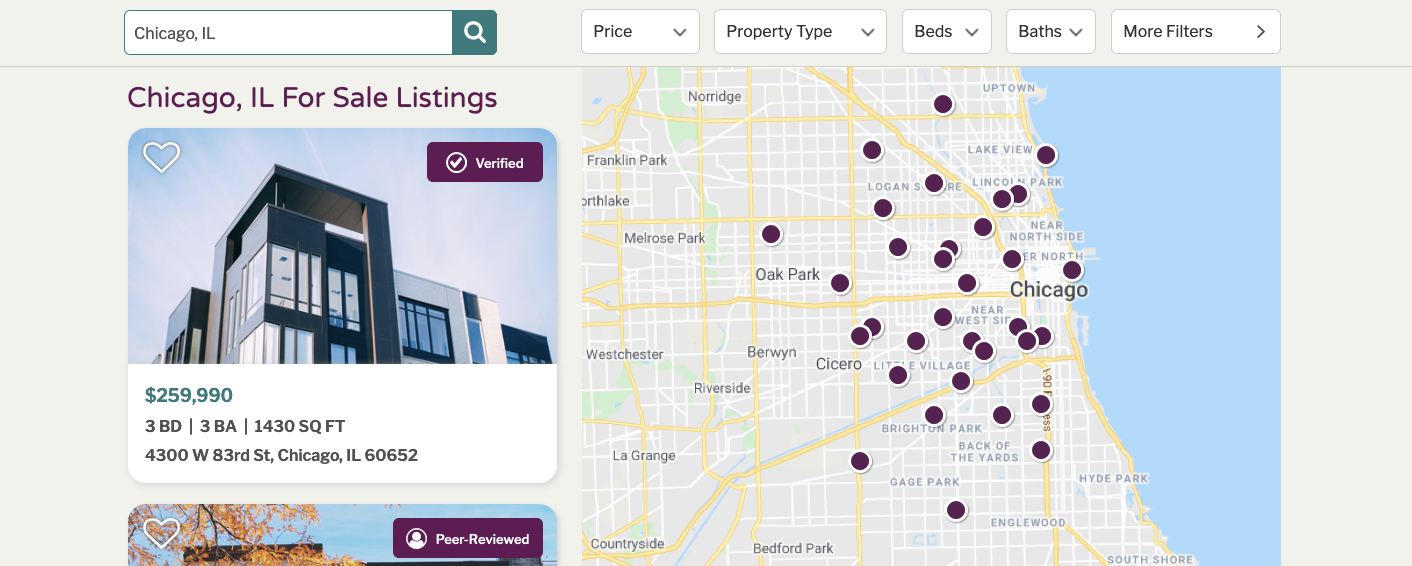 Chicago, IL
Price
Property Type
Beds
Baths
More Filters
Chicago, IL For Sale Listings
Verified
$259,990
3 BD | 3 BA | 1430 SQ FT
4300 W 83rd St, Chicago, IL 60652
Peer-Reviewed
UPTOWN
Norridge
LAKE VIEW
Franklin Park
LINCOLN PARK
LOGAN
rthlake
NEAR
NORTH SIDE
Melrose Park
ER NORTH
Oak Park
Chicago
NEAR
WEST SID
Westchester
Berwyn
Cicero
LITTLE VILLAGE
Riverside
BRIGHTON PARK
BACK OF
THE YARDS
La Grange
HYDE PARK
GAGE PARK
ENGLEWOOD
Countryside
Bedford Park
SOUTH SHORE